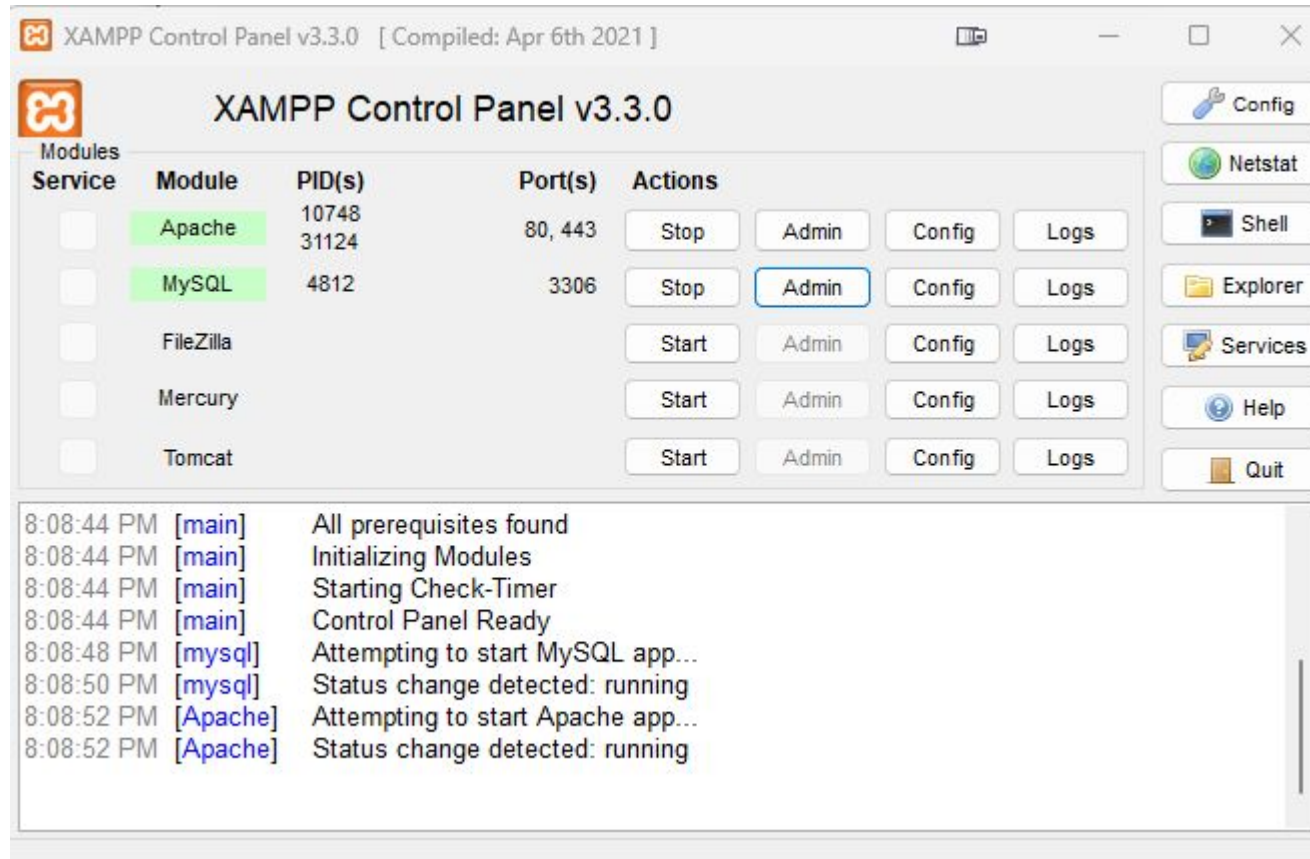 XAMPP Control Panel v3.3.0 [ Compiled: Apr 6th 2021 ]
XAMPP Control Panel v3.3.0
Config
Modules
Netstat
Service Module PID(s) Port(s) Actions
Apache 10748 31124 80, 443 Stop Admin Config Logs
Shell
MySQL 4812 3306 Stop Admin Config Logs
Explorer
FileZilla Start Admin Config Logs
Services
Mercury Start Admin Config Logs
Help
Tomcat Start Admin Config Logs
Quit
8:08:44 PM [main] All prerequisites found
8:08:44 PM [main] Initializing Modules
8:08:44 PM [main] Starting Check-Timer
8:08:44 PM [main] Control Panel Ready
8:08:48 PM [mysql] Attempting to start MySQL app...
8:08:50 PM [mysql] Status change detected: running
8:08:52 PM [Apache] Attempting to start Apache app...
8:08:52 PM [Apache] Status change detected: running